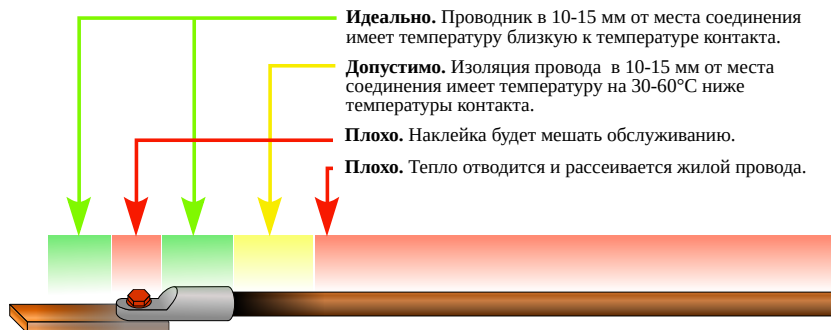 Идеально. Проводник в 10-15 мм от места соединения
имеет температуру близкую к температуре контакта.
Допустимо. Изоляция провода в 10-15 мм от места
соединения имеет температуру на 30-60°С ниже
температуры контакта.
Плохо. Наклейка будет мешать обслуживанию.
Плохо. Тепло отводится и рассеивается жилой провода.